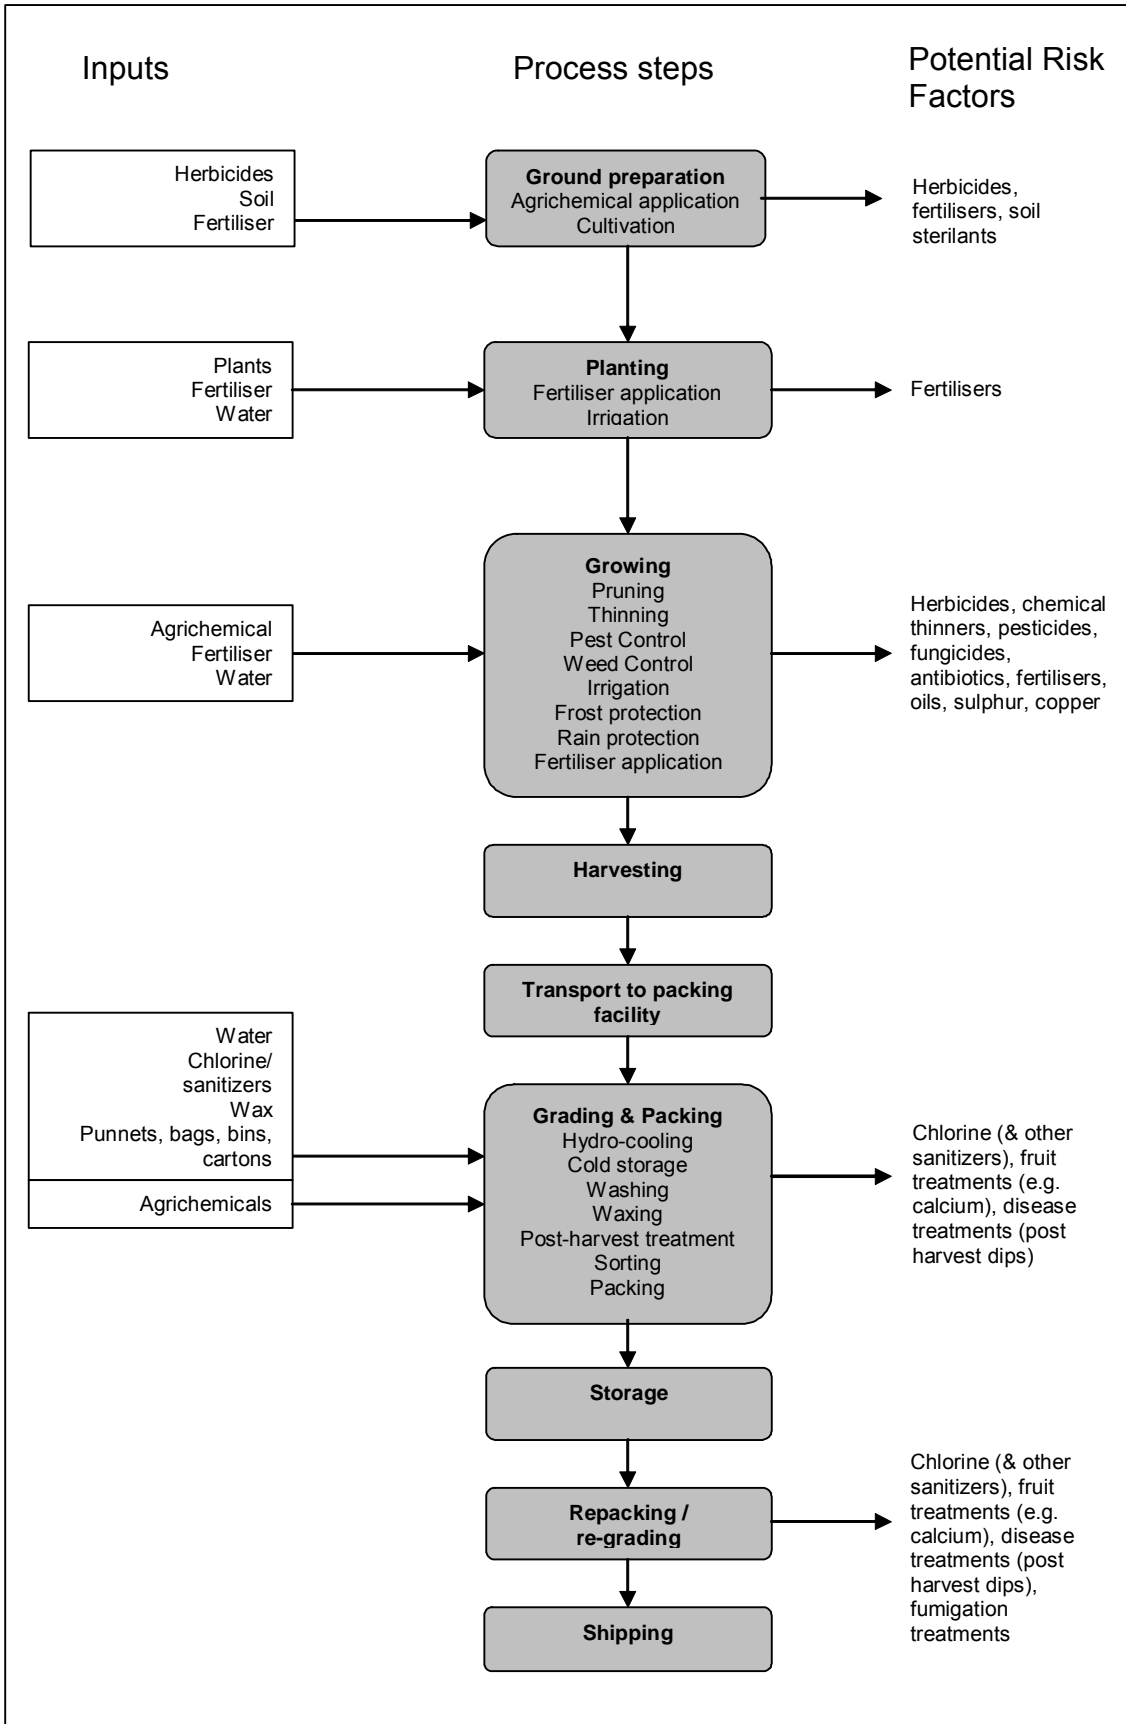 Inputs
Process steps
Potential Risk
Factors
Herbicides
Soil
Fertiliser
Ground preparation
Agrichemical application
Cultivation
Herbicides,
fertilisers, soil
sterilants
Plants
Fertiliser
Water
Planting
Fertiliser application
Irrigation
Fertilisers
Agrichemical
Fertiliser
Water
Growing
Pruning
Thinning
Pest Control
Weed Control
Irrigation
Frost protection
Rain protection
Fertiliser application
Herbicides, chemical
thinners, pesticides,
fungicides,
antibiotics, fertilisers,
oils, sulphur, copper
Harvesting
Transport to packing
facility
Water
Chlorine/
sanitizers
Wax
Punnets, bags, bins,
cartons
Agrichemicals
Grading & Packing
Hydro-cooling
Cold storage
Washing
Waxing
Post-harvest treatment
Sorting
Packing
Chlorine (& other
sanitizers), fruit
treatments (e.g.
calcium), disease
treatments (post
harvest dips)
Storage
Repacking /
re-grading
Chlorine (& other
sanitizers), fruit
treatments (e.g.
calcium), disease
treatments (post
harvest dips),
fumigation
treatments
Shipping